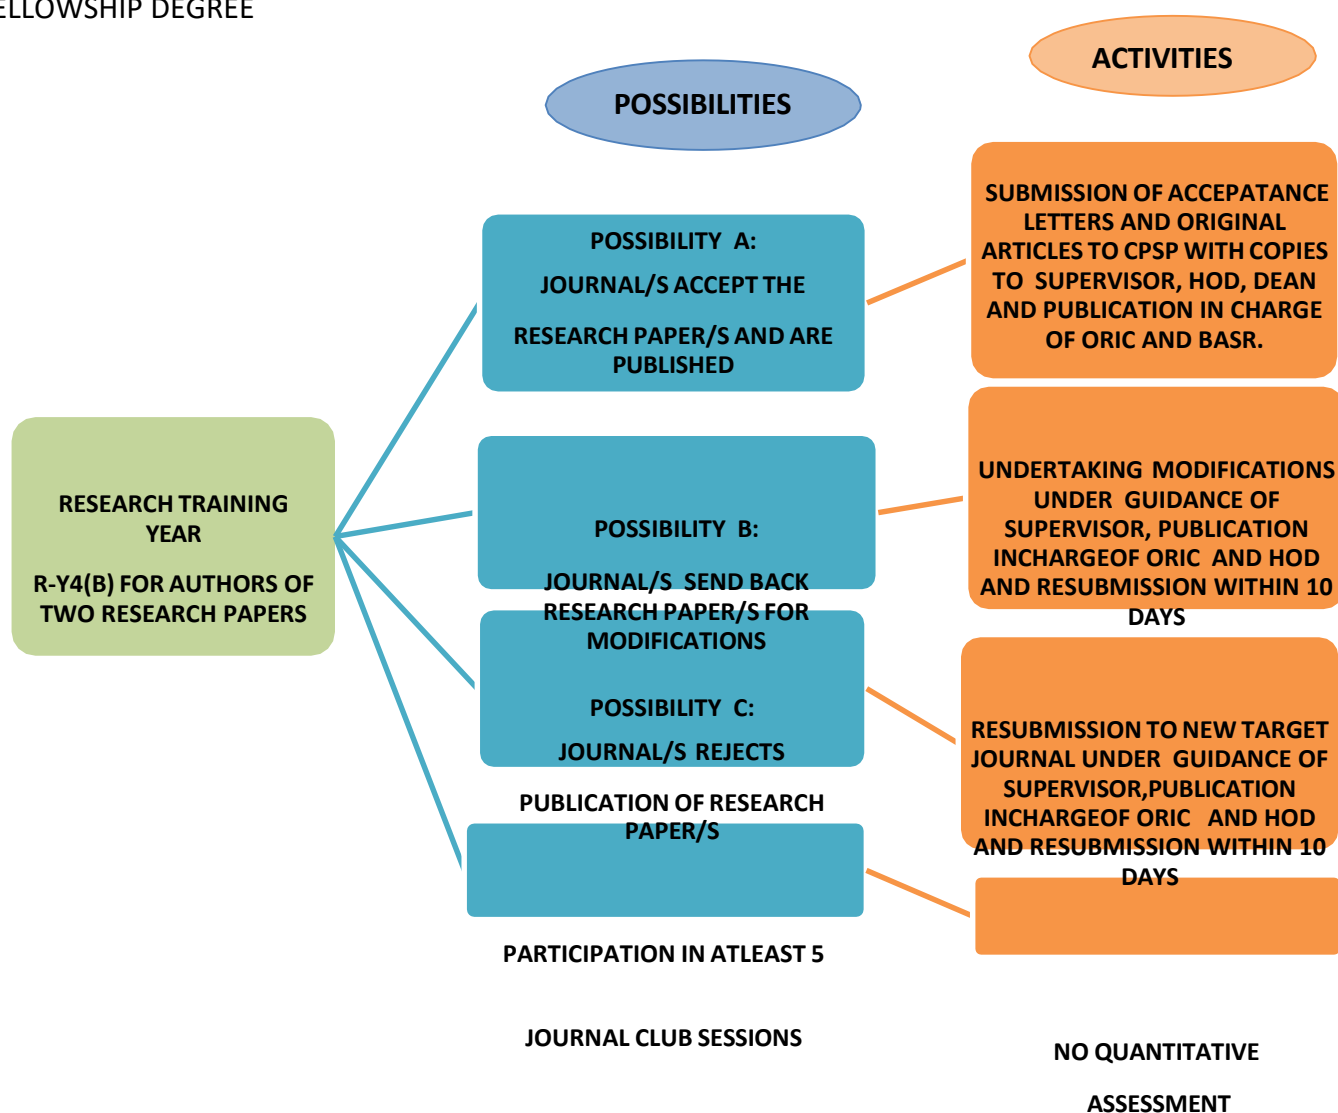 ELLOWSHIP DEGREE
POSSIBILITIES
ACTIVITIES
RESEARCH TRAINING
YEAR
R-Y4(B) FOR AUTHORS OF
TWO RESEARCH PAPERS
POSSIBILITY A:
JOURNAL/S ACCEPT THE
RESEARCH PAPER/S AND ARE
PUBLISHED
SUBMISSION OF ACCEPATANCE
LETTERS AND ORIGINAL
ARTICLES TO CPSP WITH COPIES
TO SUPERVISOR, HOD, DEAN
AND PUBLICATION IN CHARGE
OF ORIC AND BASR.
POSSIBILITY B:
JOURNAL/S SEND BACK
RESEARCH PAPER/S FOR
MODIFICATIONS
UNDERTAKING MODIFICATIONS
UNDER GUIDANCE OF
SUPERVISOR, PUBLICATION
INCHARGEOF ORIC AND HOD
AND RESUBMISSION WITHIN 10
DAYS
POSSIBILITY C:
JOURNAL/S REJECTS
PUBLICATION OF RESEARCH
PAPER/S
RESUBMISSION TO NEW TARGET
JOURNAL UNDER GUIDANCE OF
SUPERVISOR,PUBLICATION
INCHARGEOF ORIC AND HOD
AND RESUBMISSION WITHIN 10
DAYS
PARTICIPATION IN ATLEAST 5
JOURNAL CLUB SESSIONS
NO QUANTITATIVE
ASSESSMENT